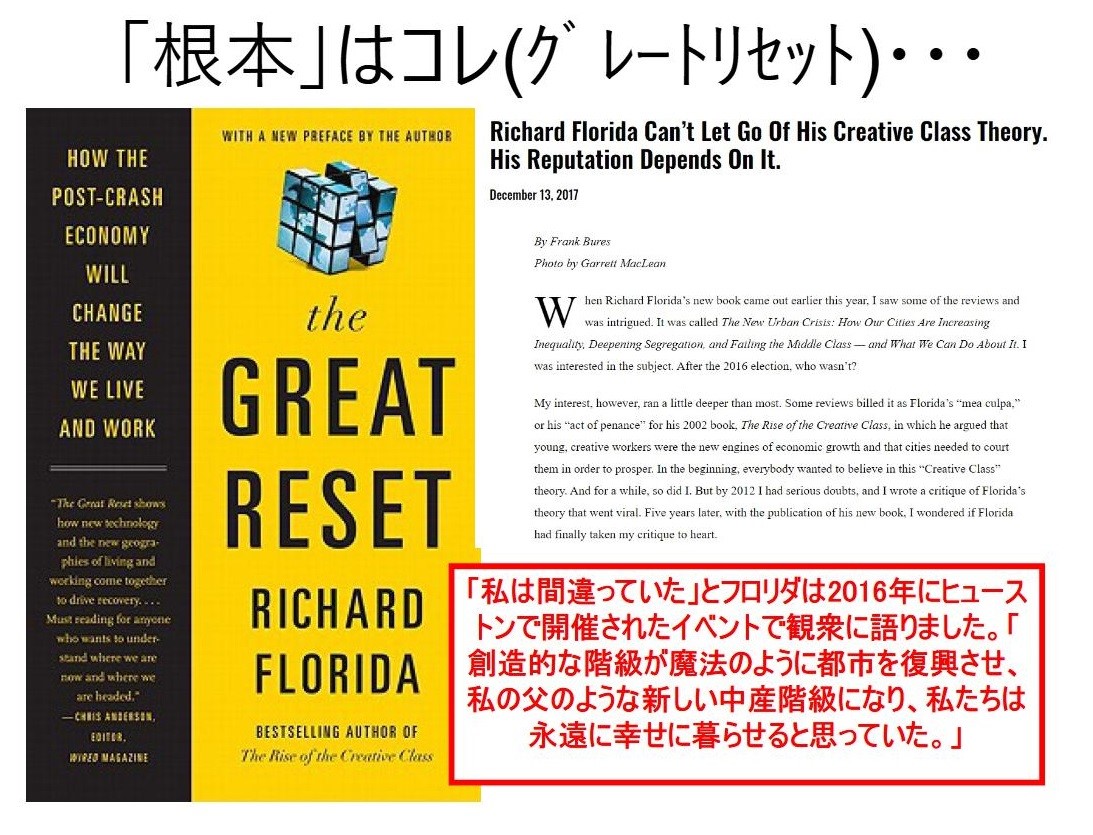 「根本」はコレ(ｸﾞﾚｰﾄﾘｾｯﾄ)・・・
HOW THE
POST-CRASH
ECONOMY
WILL
CHANGE
THE WAY
WE LIVE
AND WORK
“The Great Reset shows
how new technology
and the new geogra-
phies of living and
working come together
to drive recovery. . . .
Must reading for anyone
who wants to under-
stand where we are
now and where we
are headed.”
—CHRIS ANDERSON,
EDITOR,
WIRED MAGAZINE
WITH A NEW PREFACE BY THE AUTHOR
the
GREAT
RESET
RICHARD
FLORIDA
BESTSELLING AUTHOR OF
The Rise of the Creative Class
Richard Florida Can’t Let Go Of His Creative Class Theory.
His Reputation Depends On It.
December 13, 2017
By Frank Bures
Photo by Garrett MacLean
When Richard Florida’s new book came out earlier this year, I saw some of the reviews and
was intrigued. It was called The New Urban Crisis: How Our Cities Are Increasing
Inequality, Deepening Segregation, and Failing the Middle Class — and What We Can Do About It. I
was interested in the subject. After the 2016 election, who wasn’t?
My interest, however, ran a little deeper than most. Some reviews billed it as Florida’s “mea culpa,”
or his “act of penance” for his 2002 book, The Rise of the Creative Class, in which he argued that
young, creative workers were the new engines of economic growth and that cities needed to court
them in order to prosper. In the beginning, everybody wanted to believe in this “Creative Class”
theory. And for a while, so did I. But by 2012 I had serious doubts, and I wrote a critique of Florida’s
theory that went viral. Five years later, with the publication of his new book, I wondered if Florida
had finally taken my critique to heart.
「私は間違っていた」とフロリダは2016年にヒュース
トンで開催されたイベントで観衆に語りました。「
創造的な階級が魔法のように都市を復興させ、
私の父のような新しい中産階級になり、私たちは
永遠に幸せに暮らせると思っていた。」